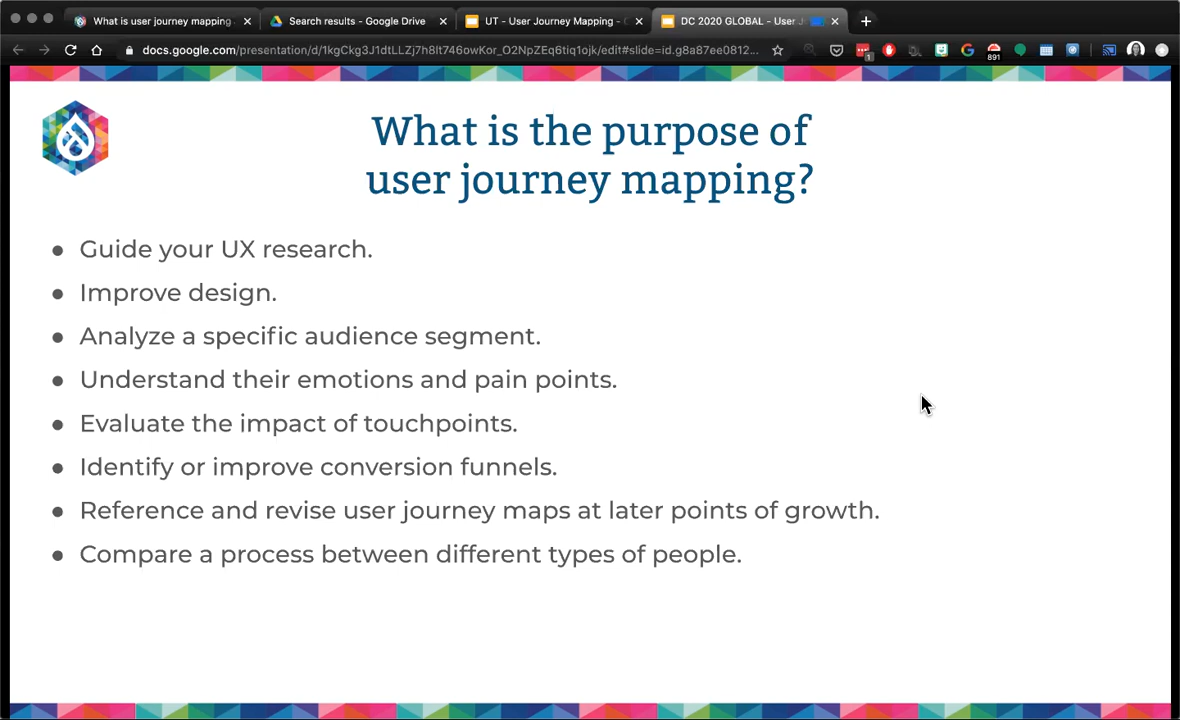 What is user journey mapping
Search results - Google Drive
UT - User Journey Mapping -
DC 2020 GLOBAL - User
docs.google.com/presentation/d/1kgCkg3J1dtLLZj7h8lt746owKor_O2NpZEq6tiq1ojk/edit#slide=id.g8a87ee0812...
1
891
What is the purpose of
user journey mapping?
● Guide your UX research.
● Improve design.
● Analyze a specific audience segment.
● Understand their emotions and pain points.
● Evaluate the impact of touchpoints.
● Identify or improve conversion funnels.
● Reference and revise user journey maps at later points of growth.
● Compare a process between different types of people.